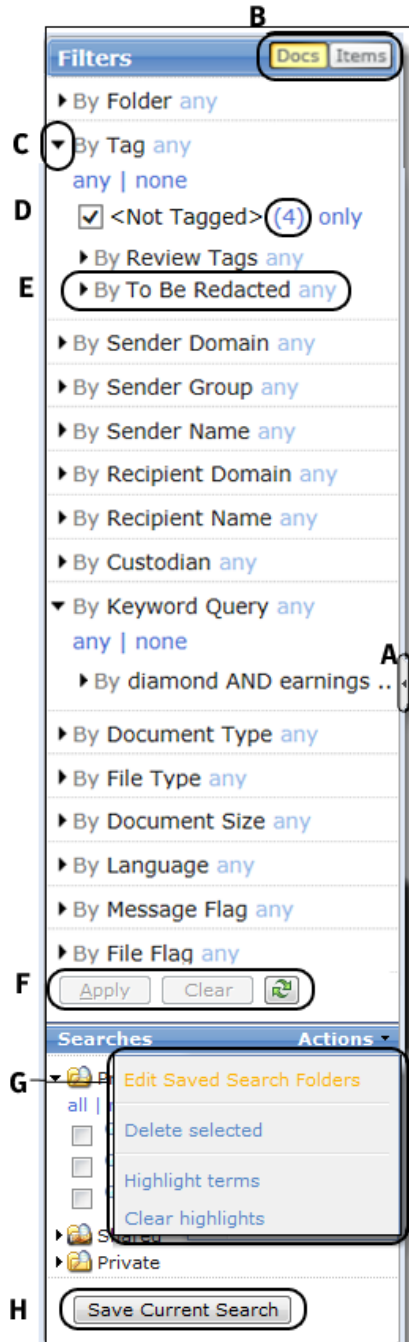 B
Filters Docs Items
By Folder any
C By Tag any
any | none
D <Not Tagged> (4) only
By Review Tags any
E By To Be Redacted any
By Sender Domain any
By Sender Group any
By Sender Name any
By Recipient Domain any
By Recipient Name any
By Custodian any
By Keyword Query any
any | none
A
By diamond AND earnings ..
By Document Type any
By File Type any
By Document Size any
By Language any
By Message Flag any
By File Flag any
F Apply Clear
Searches Actions
G Edit Saved Search Folders
all |
Delete selected
Highlight terms
Clear highlights
Shared
Private
H Save Current Search